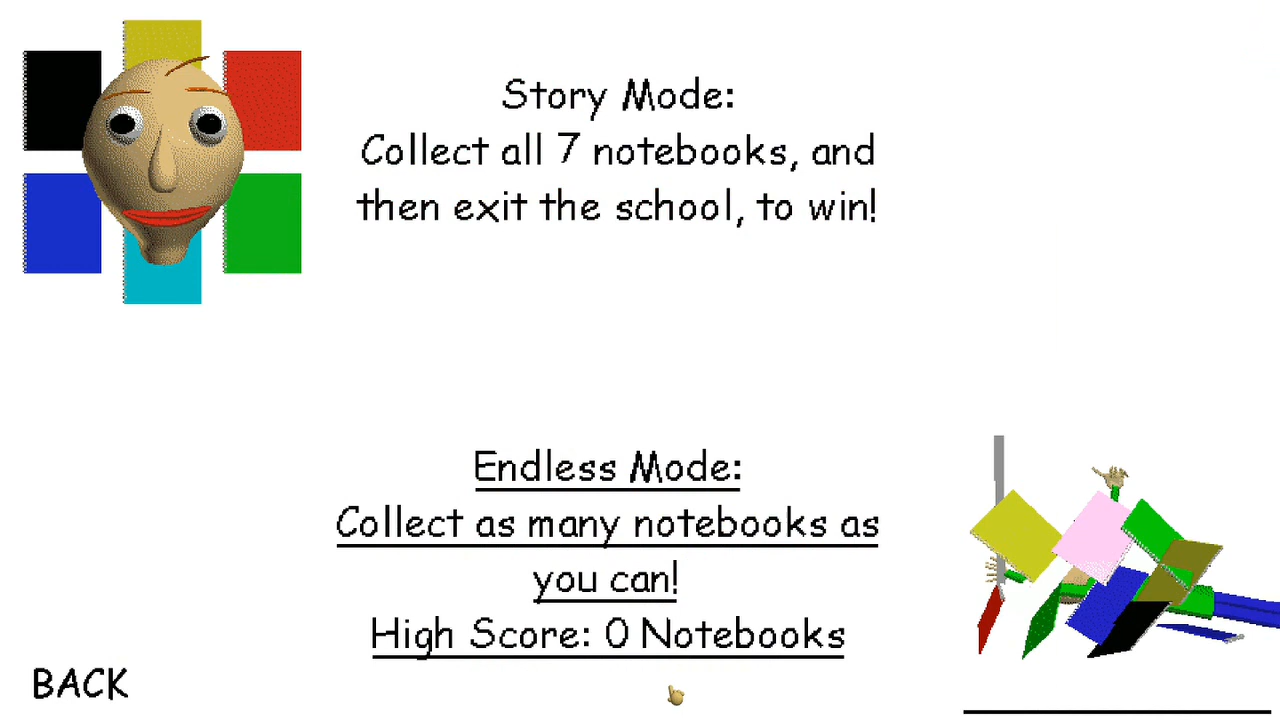 Story Mode:
Collect all 7 notebooks, and
then exit the school, to win!
Endless Mode:
Collect as many notebooks as
you can!
High Score: 0 Notebooks
BACK